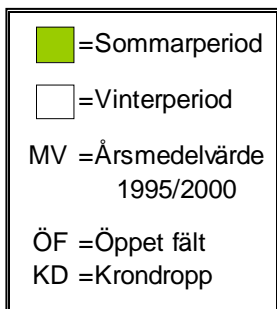 =Sommarperiod
=Vinterperiod
MV =Årsmedelvärde
1995/2000
ÖF =Öppet fält
KD =Krondropp